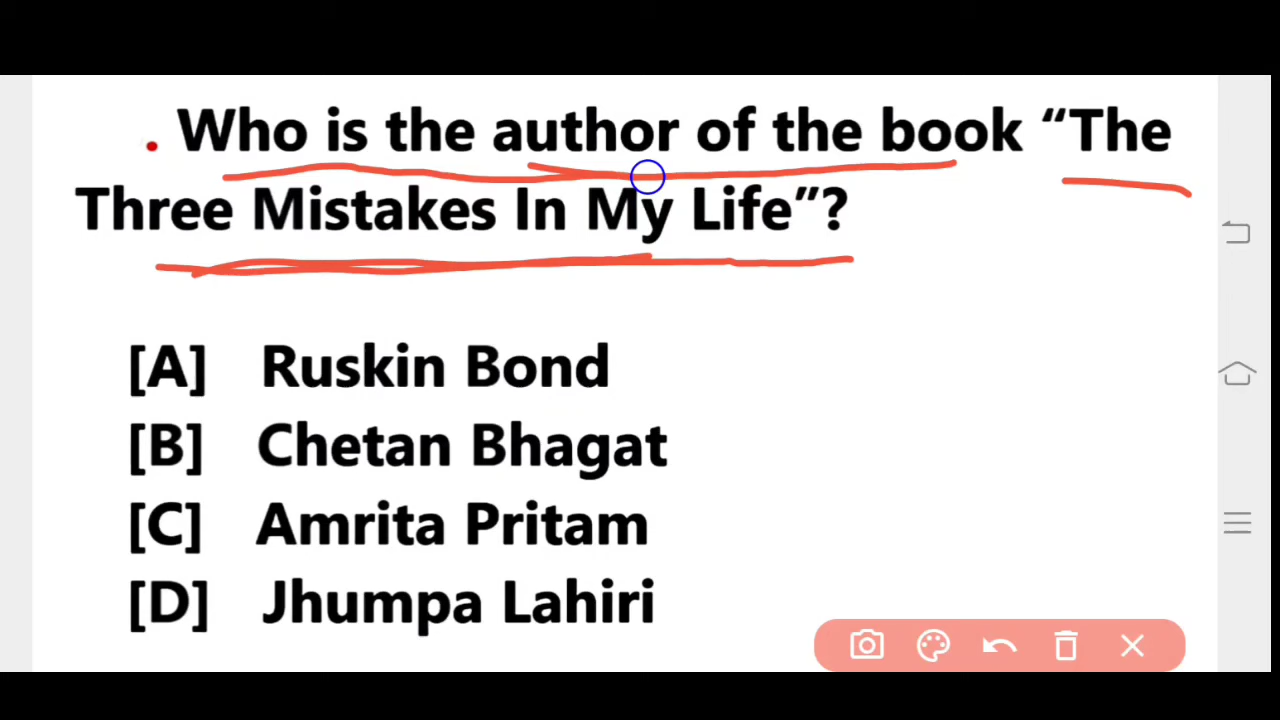 . Who is the author of the book “The
Three Mistakes In My Life”?
[A] Ruskin Bond
[B] Chetan Bhagat
[C] Amrita Pritam
[D] Jhumpa Lahiri